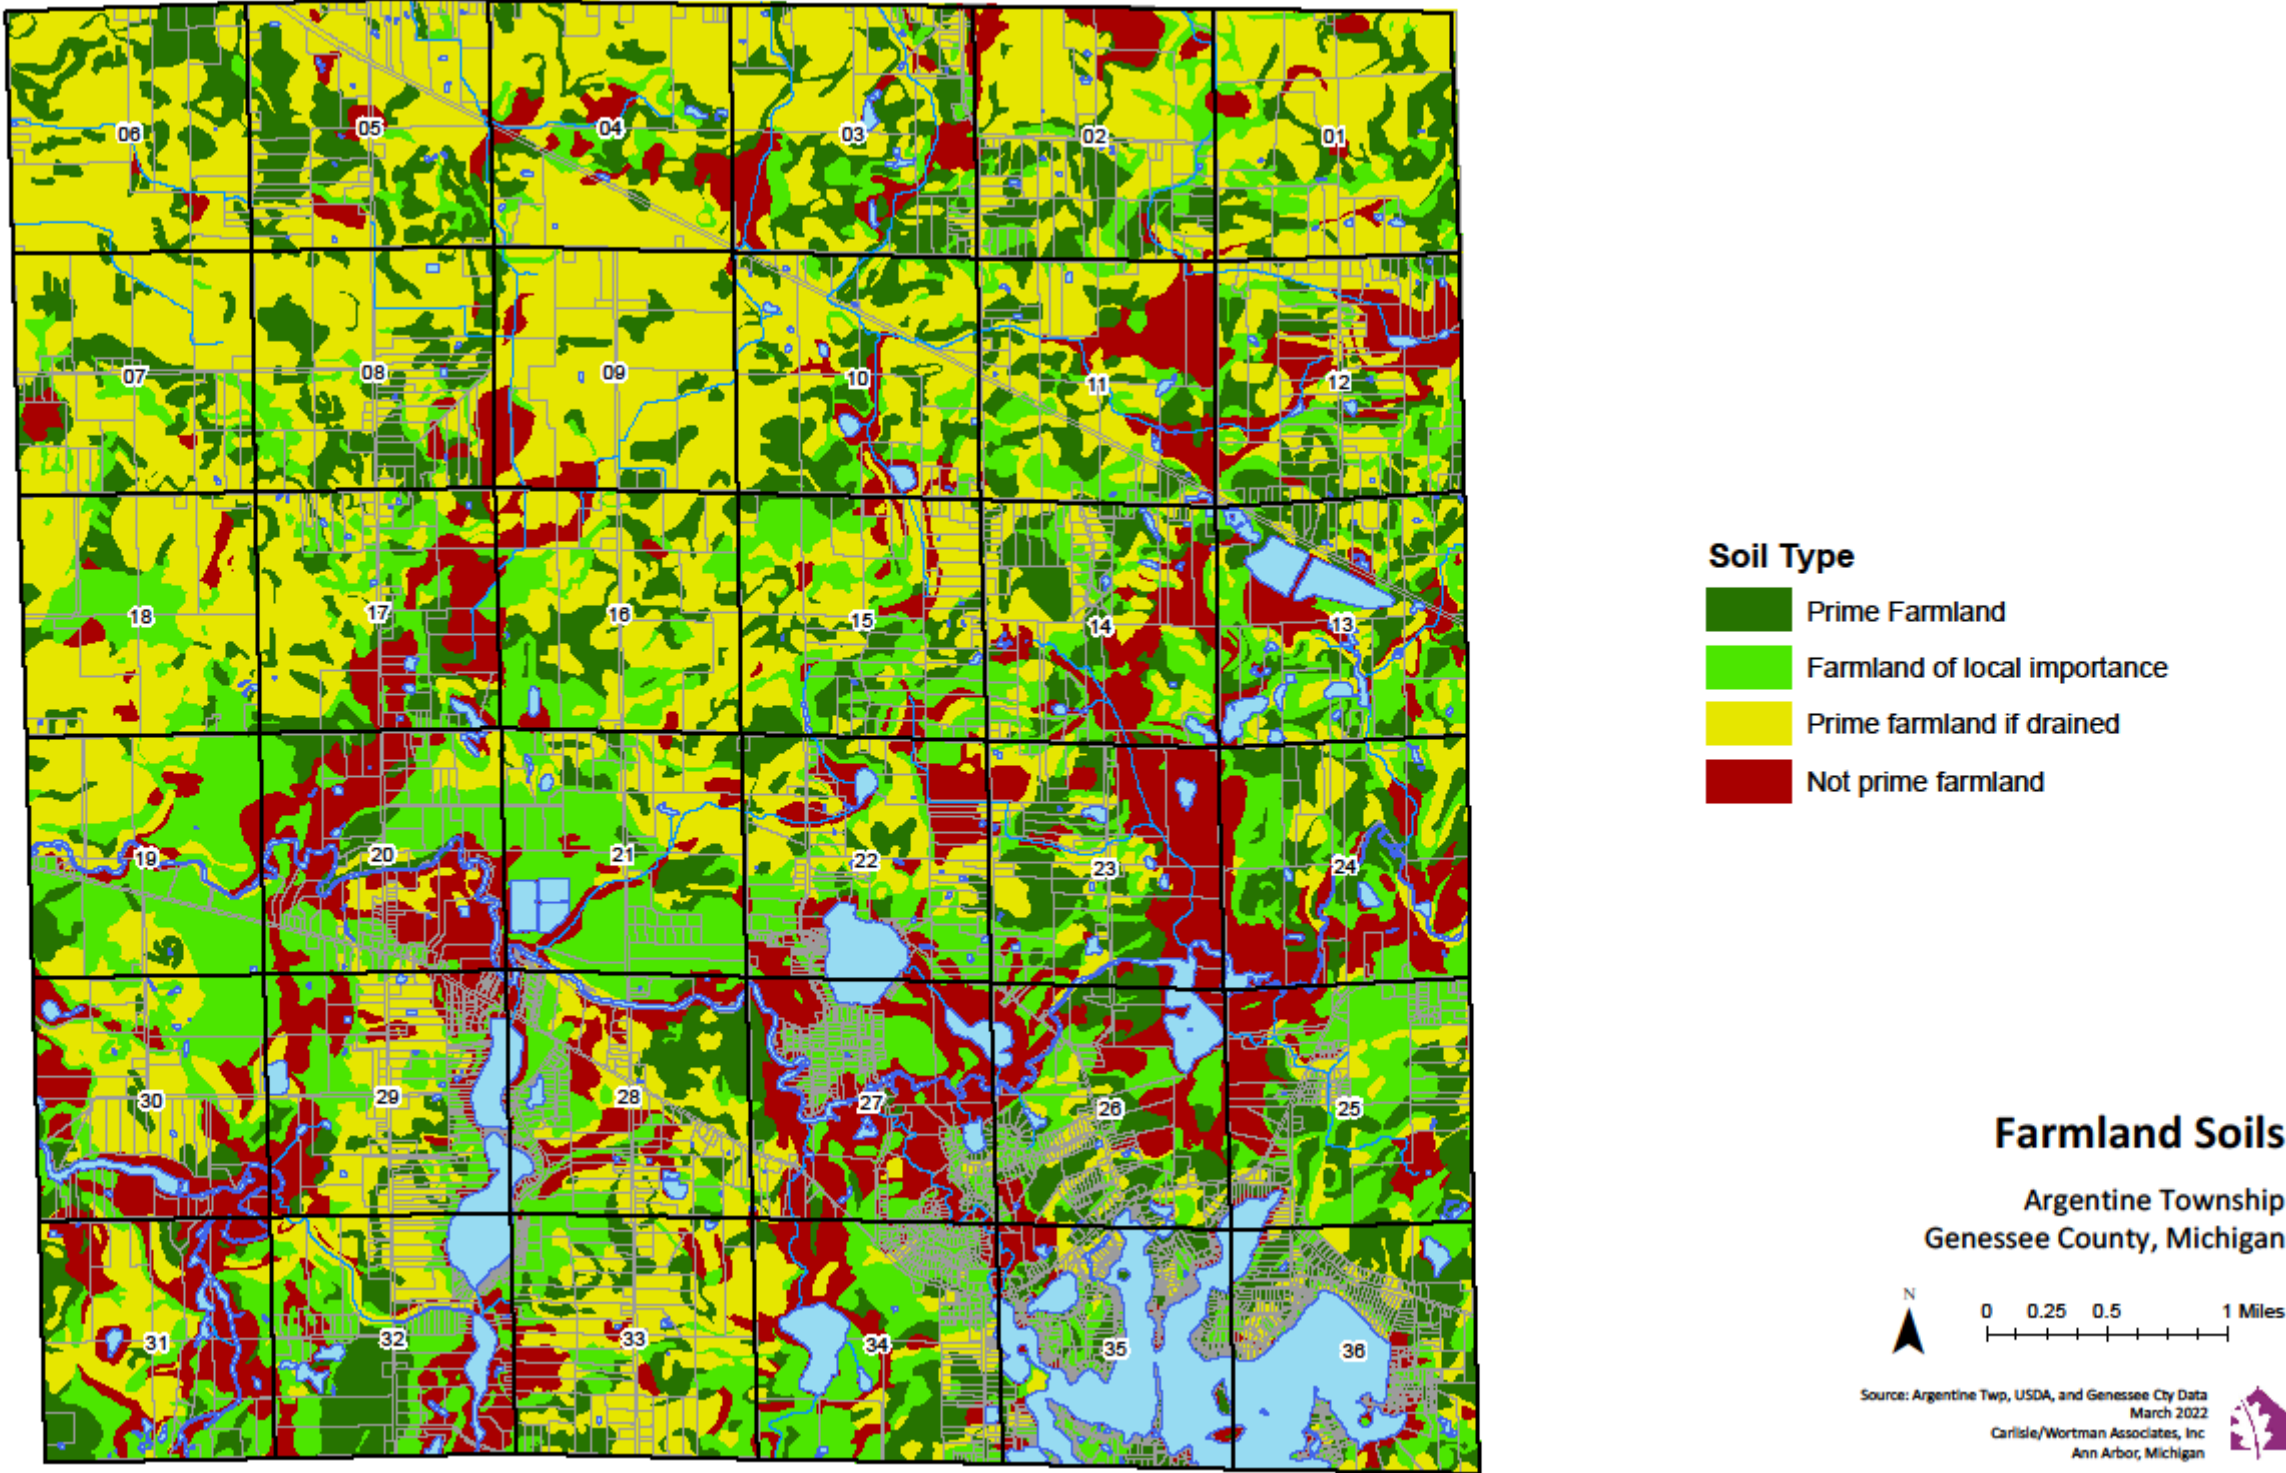 06
05
04
03
02
01
07
08
09
10
11
12
18
17
16
15
14
13
19
20
21
22
23
24
30
29
28
27
26
25
31
32
33
34
35
36
Soil Type
Prime Farmland
Farmland of local importance
Prime farmland if drained
Not prime farmland
Farmland Soils
Argentine Township
Genessee County, Michigan
N
0 0.25 0.5 1 Miles
Source: Argentine Twp, USDA, and Genessee Cty Data
March 2022
Carlisle/Wortman Associates, Inc
Ann Arbor, Michigan